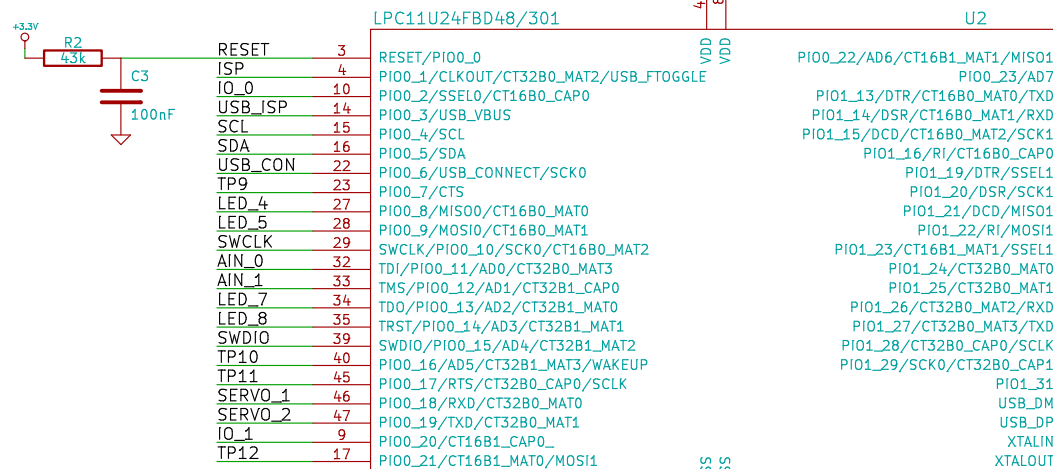 LPC11U24FBD48/301 U2
+3.3V
R2
43k
C3
100nF
VDD
VDD
RESET 3 RESET/PIO0_0 PIO0_22/AD6/CT16B1_MAT1/MISO1
ISP 4 PIO0_1/CLKOUT/CT32B0_MAT2/USB_FTOGGLE PIO0_23/AD7
IO_0 10 PIO0_2/SSEL0/CT16B0_CAP0 PIO1_13/DTR/CT16B0_MAT0/TXD
USB_ISP 14 PIO0_3/USB_VBUS PIO1_14/DSR/CT16B0_MAT1/RXD
SCL 15 PIO0_4/SCL PIO1_15/DCD/CT16B0_MAT2/SCK1
SDA 16 PIO0_5/SDA PIO1_16/RI/CT16B0_CAP0
USB_CON 22 PIO0_6/USB_CONNECT/SCK0 PIO1_19/DTR/SSEL1
TP9 23 PIO0_7/CTS PIO1_20/DSR/SCK1
LED_4 27 PIO0_8/MISO0/CT16B0_MAT0 PIO1_21/DCD/MISO1
LED_5 28 PIO0_9/MOSI0/CT16B0_MAT1 PIO1_22/RI/MOSI1
SWCLK 29 SWCLK/PIO0_10/SCK0/CT16B0_MAT2 PIO1_23/CT16B1_MAT1/SSEL1
AIN_0 32 TDI/PIO0_11/AD0/CT32B0_MAT3 PIO1_24/CT32B0_MAT0
AIN_1 33 TMS/PIO0_12/AD1/CT32B1_CAP0 PIO1_25/CT32B0_MAT1
LED_7 34 TDO/PIO0_13/AD2/CT32B1_MAT0 PIO1_26/CT32B0_MAT2/RXD
LED_8 35 TRST/PIO0_14/AD3/CT32B1_MAT1 PIO1_27/CT32B0_MAT3/TXD
SWDIO 39 SWDIO/PIO0_15/AD4/CT32B1_MAT2 PIO1_28/CT32B0_CAP0/SCLK
TP10 40 PIO0_16/AD5/CT32B1_MAT3/WAKEUP PIO1_29/SCK0/CT32B0_CAP1
TP11 45 PIO0_17/RTS/CT32B0_CAP0/SCLK PIO1_31
SERVO_1 46 PIO0_18/RXD/CT32B0_MAT0 USB_DM
SERVO_2 47 PIO0_19/TXD/CT32B0_MAT1 USB_DP
IO_1 9 PIO0_20/CT16B1_CAP0_ XTALIN
TP12 17 PIO0_21/CT16B1_MAT0/MOSI1 XTALOUT